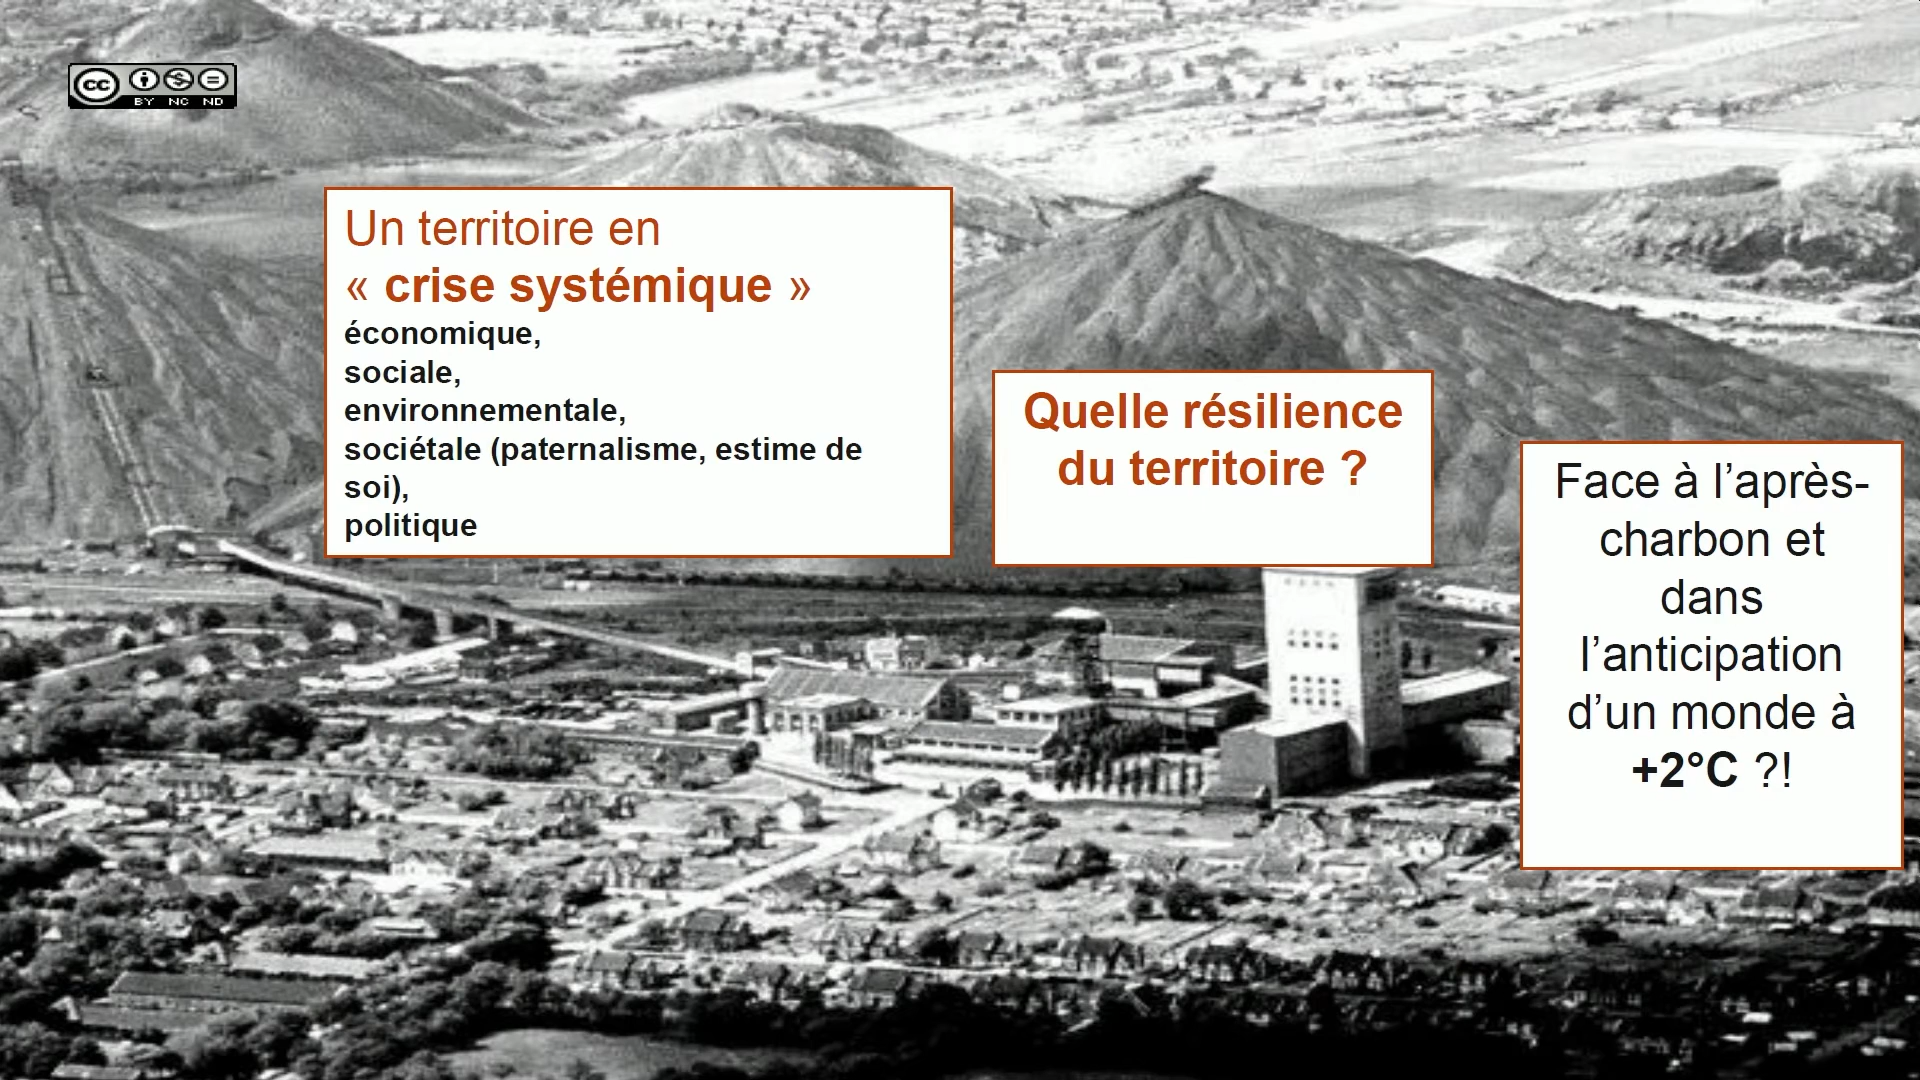 cc BY NC ND
Un territoire en
« crise systémique »
économique,
sociale,
environnementale,
sociétale (paternalisme, estime de
soi),
politique
Quelle résilience
du territoire ?
Face à l’après-
charbon et
dans
l’anticipation
d’un monde à
+2°C ?!